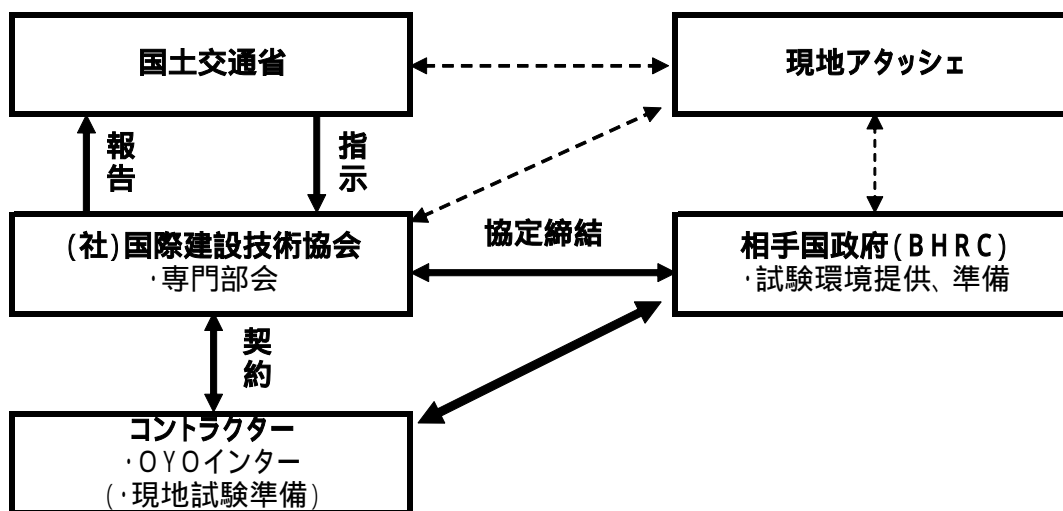 国土交通省
現地アタッシェ
報告
指示
(社)国際建設技術協会
・専門部会
協定締結
相手国政府(BHRC)
・試験環境提供、準備
契約
コントラクター
・OYOインター
(・現地試験準備)